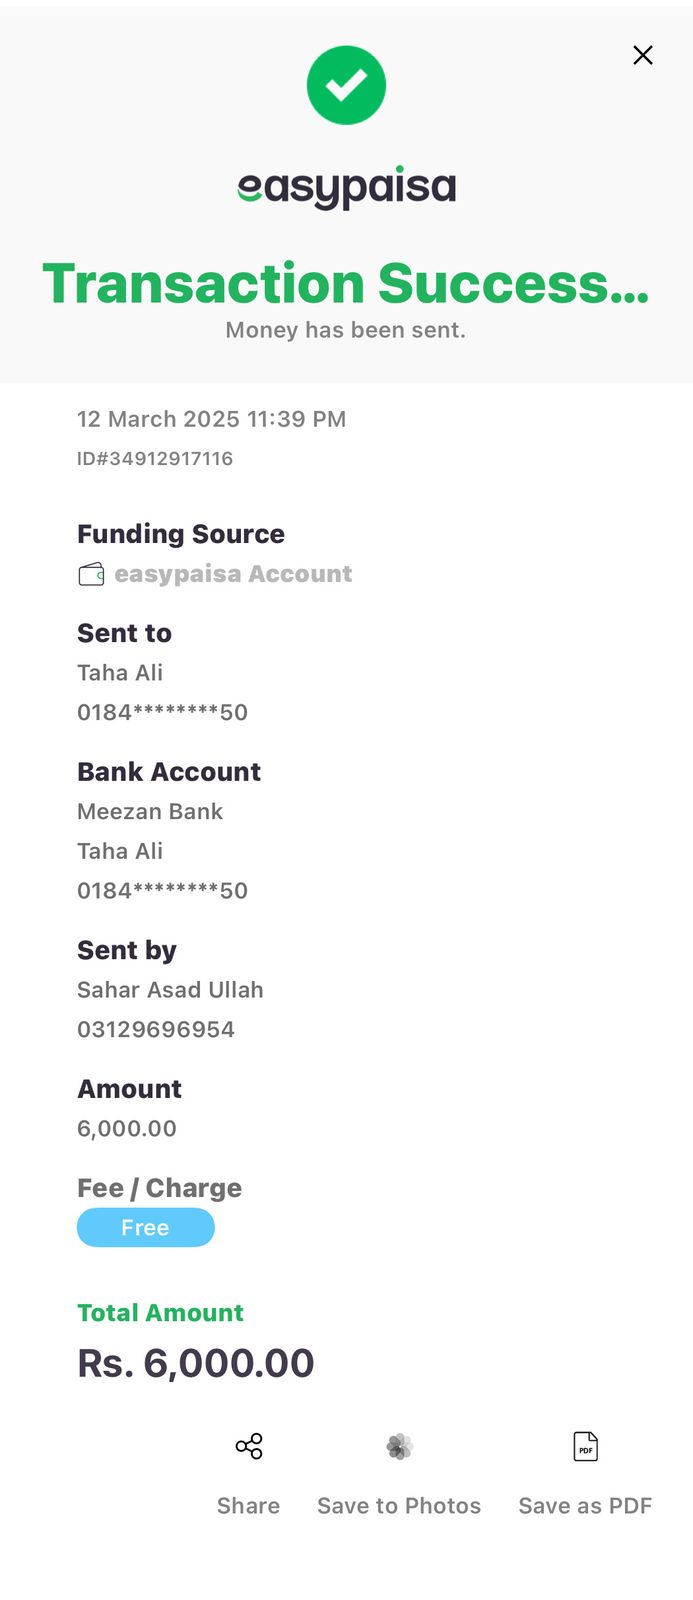 easypaisa
Transaction Success...
Money has been sent.
12 March 2025 11:39 PM
ID#34912917116
Funding Source
easypaisa Account
Sent to
Taha Ali
0184********50
Bank Account
Meezan Bank
Taha Ali
0184********50
Sent by
Sahar Asad Ullah
03129696954
Amount
6,000.00
Fee / Charge
Free
Total Amount
Rs. 6,000.00
PDF
Share
Save to Photos
Save as PDF